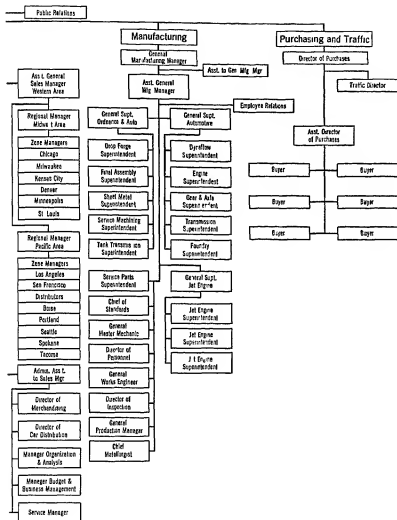 Public Relations
Manufacturing
General
Manufacturing Manager
Asst. to Gen Mfg Mgr
Asst. General
Mfg Manager
Employee Relations
Purchasing and Traffic
Director of Purchases
Traffic Director
Asst. Director
of Purchases
Buyer
Buyer
Buyer
Buyer
Buyer
Buyer
Asst. General
Sales Manager
Western Area
Regional Manager
Midwest Area
Zone Managers
Chicago
Milwaukee
Kansas City
Denver
Minneapolis
St Louis
Regional Manager
Pacific Area
Zone Managers
Los Angeles
San Francisco
Distributors
Boise
Portland
Seattle
Spokane
Tacoma
Admin. Asst.
to Sales Mgr
Director of
Merchandising
Director of
Car Distribution
Manager Organization
& Analysis
Manager Budget &
Business Management
Service Manager
General Supt.
Ordnance & Axle
Drop Forge
Superintendent
Final Assembly
Superintendent
Sheet Metal
Superintendent
Service Machining
Superintendent
Tank Transmission
Superintendent
Service Parts
Superintendent
Chief of
Standards
General
Master Mechanic
Director of
Personnel
General
Works Engineer
Director of
Inspection
General
Production Manager
Chief
Metallurgist
General Supt.
Automotive
Dynaflow
Superintendent
Engine
Superintendent
Gear & Axle
Superintendent
Transmission
Superintendent
Foundry
Superintendent
General Supt.
Jet Engine
Jet Engine
Superintendent
Jet Engine
Superintendent
Jet Engine
Superintendent